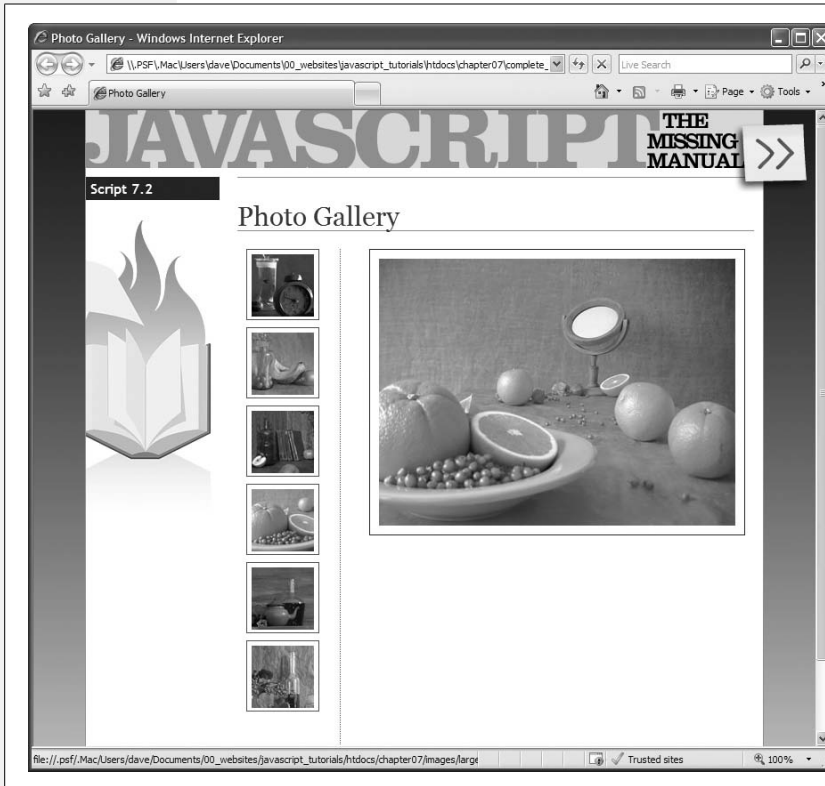 Photo Gallery - Windows Internet Explorer
\\.PSF\.Mac\Users\dave\Documents\00_websites\javascript_tutorials\htdocs\chapter07\complete_
Live Search
Photo Gallery
Page
Tools
JAVASCRIPT
THE
MISSING
MANUAL
Script 7.2
Photo Gallery
file://.psf/.Mac/Users/dave/Documents/00_websites/javascript_tutorials/htdocs/chapter07/images/large
Trusted sites
100%